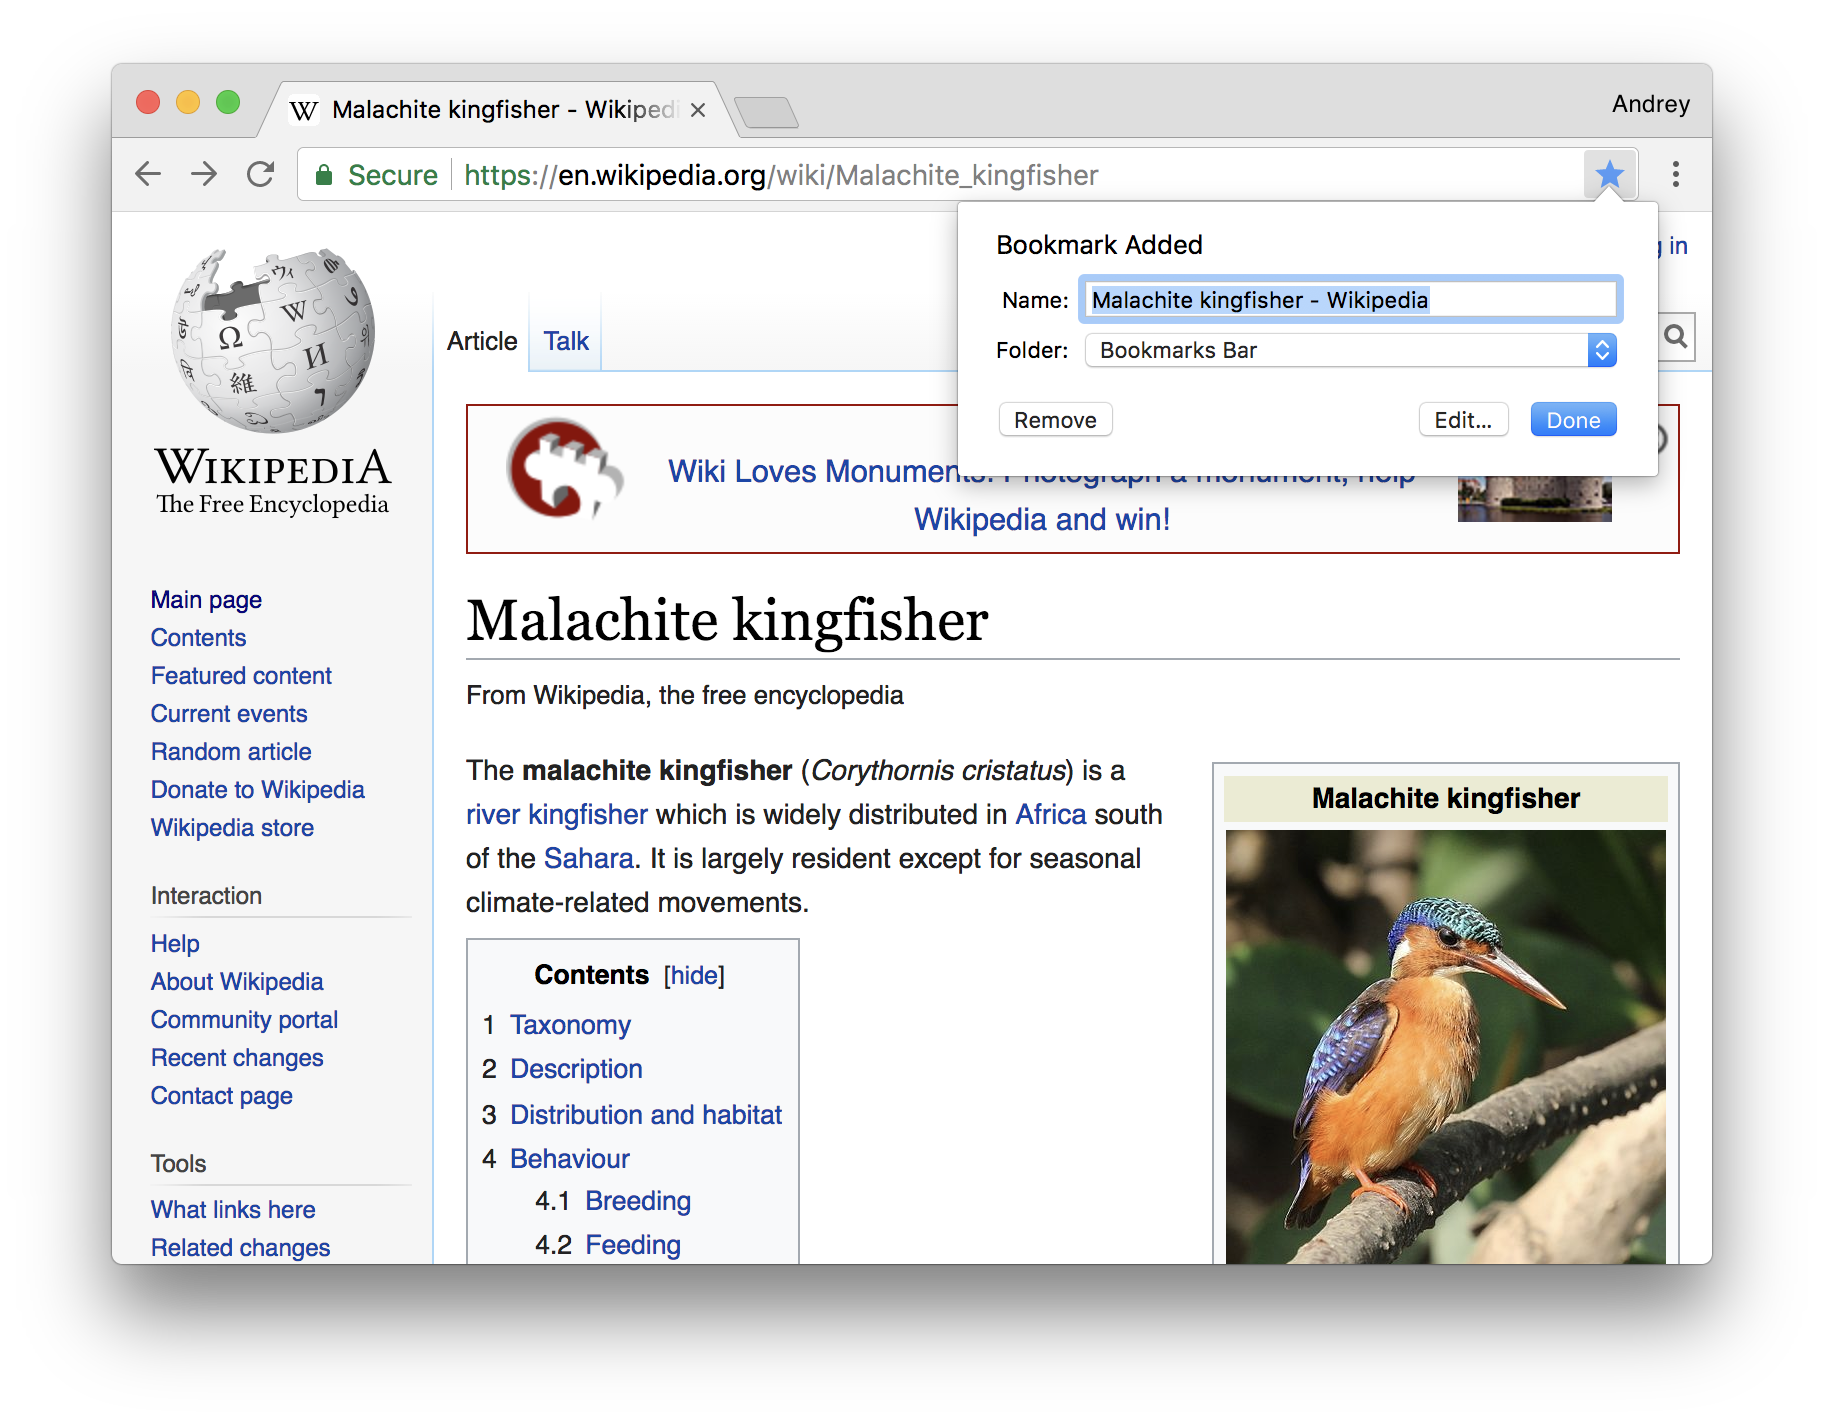 Malachite kingfisher - Wikiped
Andrey
Secure
https://en.wikipedia.org/wiki/Malachite_kingfisher
Bookmark Added
Name: Malachite kingfisher - Wikipedia
Folder: Bookmarks Bar
Remove
Edit...
Done
in
WIKIPEDIA
The Free Encyclopedia
Article
Talk
Wiki Loves Monuments: Photograph a monument, help
Wikipedia and win!
Main page
Contents
Featured content
Current events
Random article
Donate to Wikipedia
Wikipedia store
Interaction
Help
About Wikipedia
Community portal
Recent changes
Contact page
Tools
What links here
Related changes
Malachite kingfisher
From Wikipedia, the free encyclopedia
The malachite kingfisher (Corythornis cristatus) is a
river kingfisher which is widely distributed in Africa south
of the Sahara. It is largely resident except for seasonal
climate-related movements.
Contents [hide]
1 Taxonomy
2 Description
3 Distribution and habitat
4 Behaviour
4.1 Breeding
4.2 Feeding
Malachite kingfisher